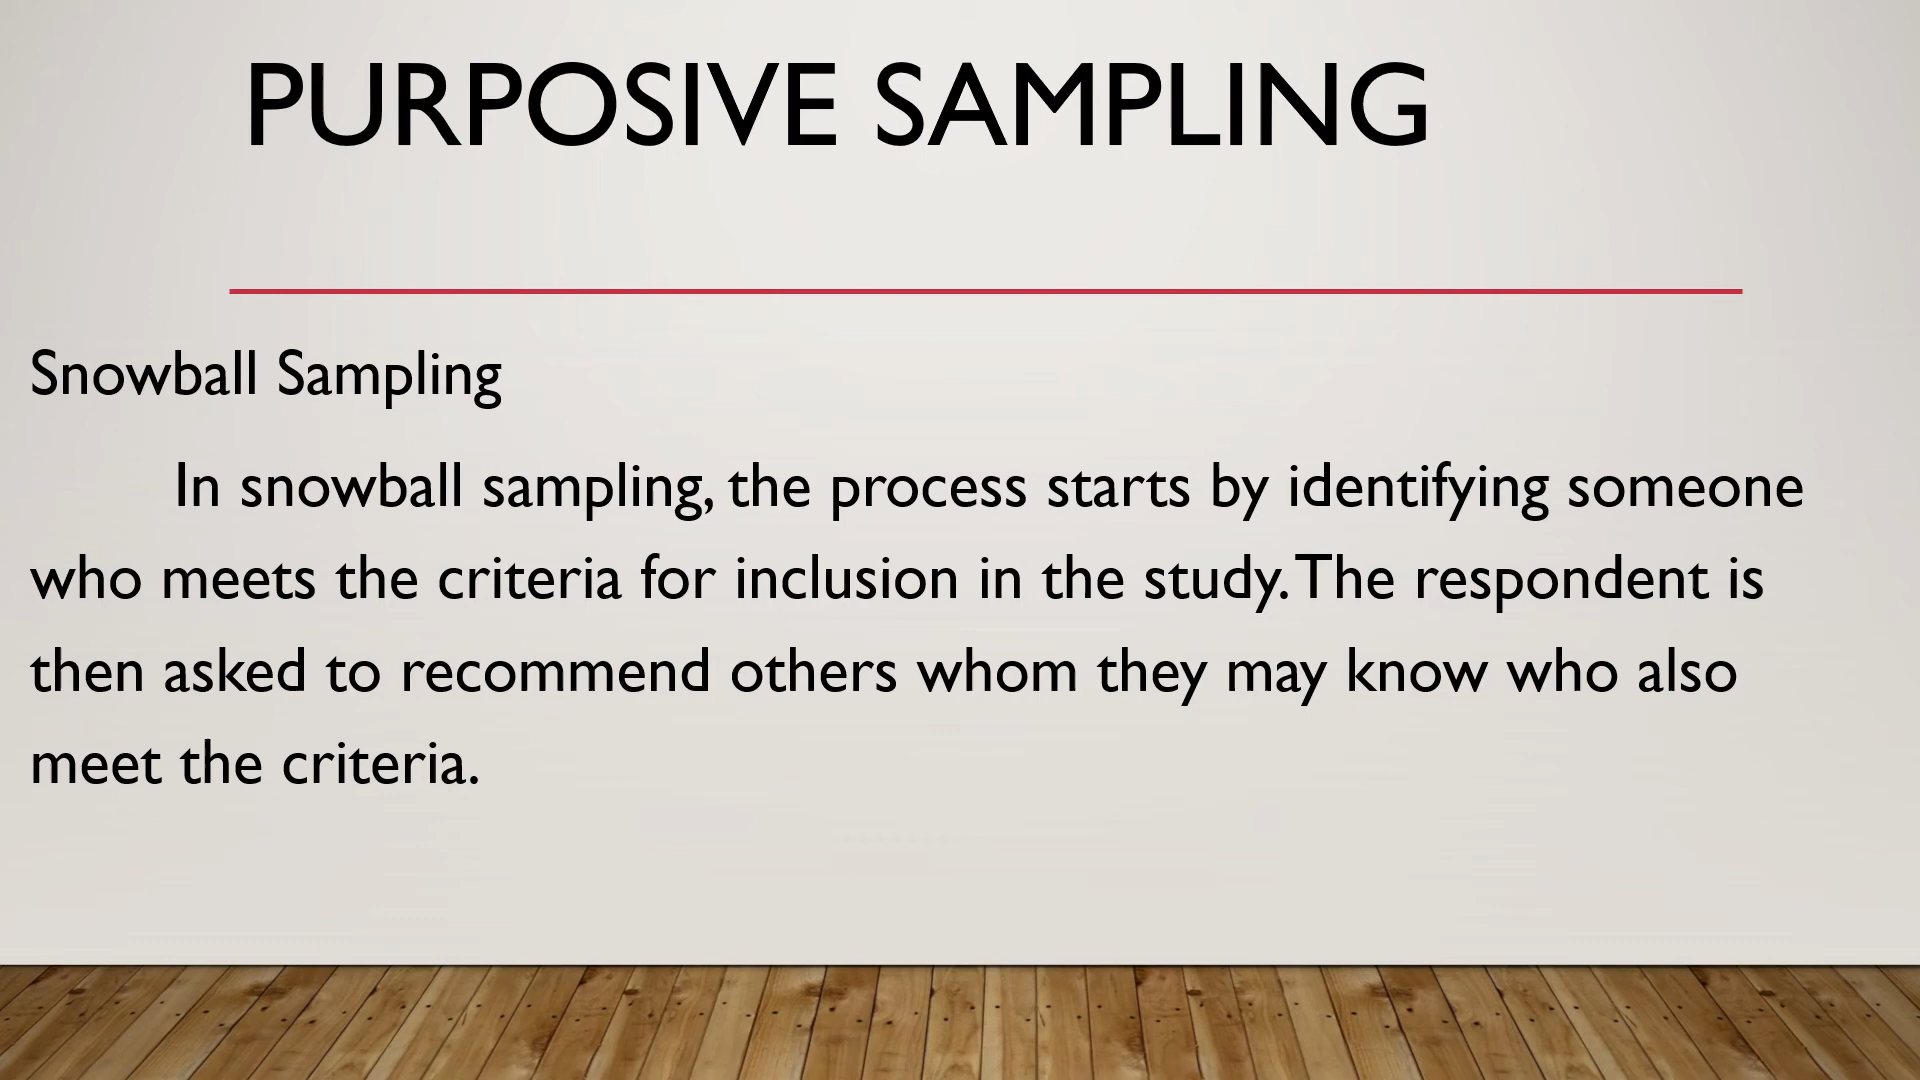 PURPOSIVE SAMPLING
Snowball Sampling
In snowball sampling, the process starts by identifying someone
who meets the criteria for inclusion in the study. The respondent is
then asked to recommend others whom they may know who also
meet the criteria.